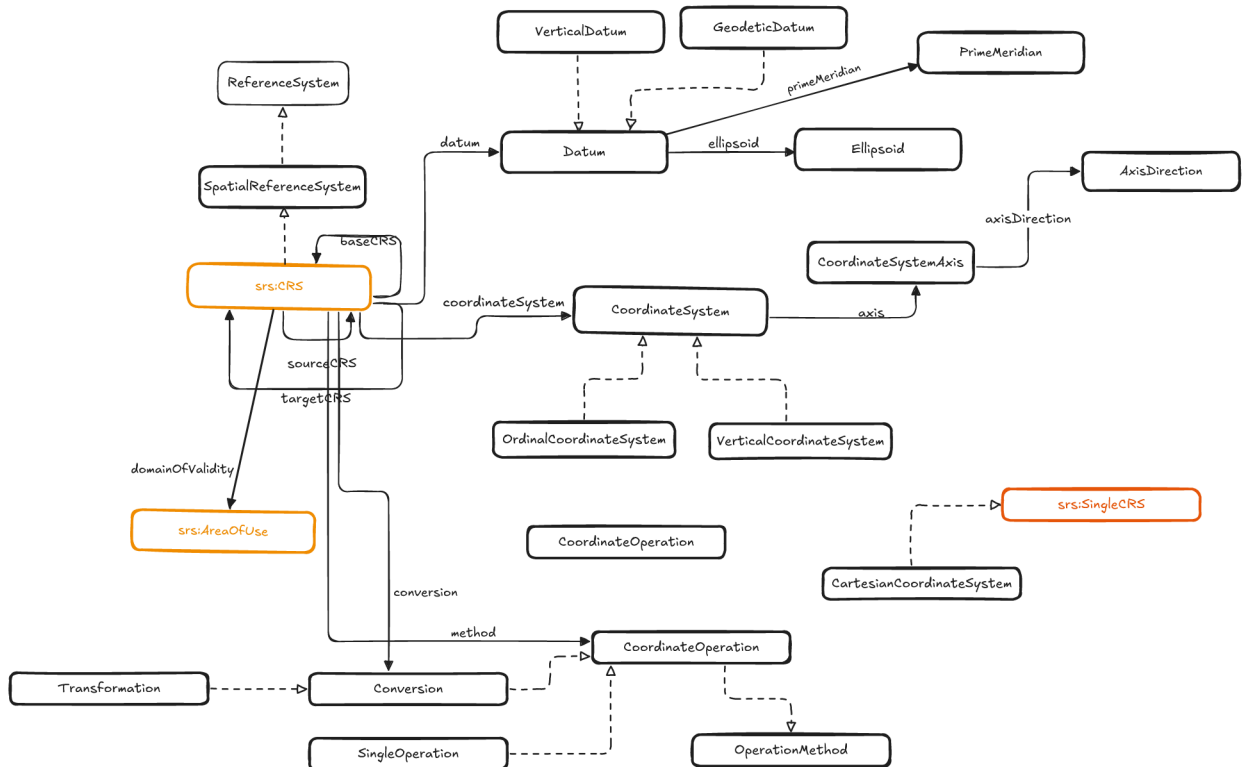 VerticalDatum
GeodeticDatum
PrimeMeridian
ReferenceSystem
primeMeridian
datum
Datum
ellipsoid
Ellipsoid
AxisDirection
SpatialReferenceSystem
axisDirection
baseCRS
CoordinateSystemAxis
srs:CRS
coordinateSystem
CoordinateSystem
axis
sourceCRS
targetCRS
OrdinalCoordinateSystem
VerticalCoordinateSystem
domainOfValidity
srs:SingleCRS
srs:AreaOfUse
CoordinateOperation
CartesianCoordinateSystem
conversion
method
CoordinateOperation
Transformation
Conversion
SingleOperation
OperationMethod